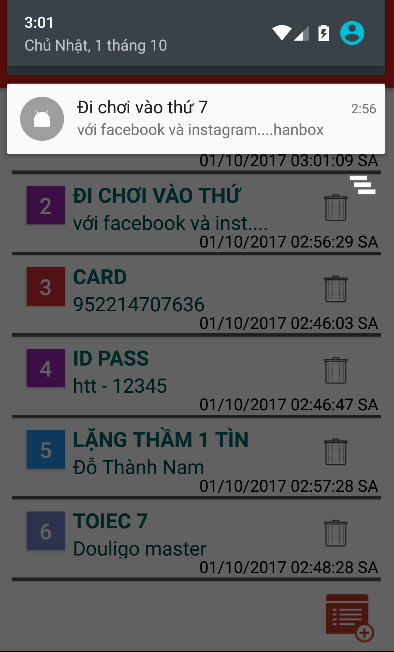 3:01
Chủ Nhật, 1 tháng 10
Đi chơi vào thứ 7
2:56
với facebook và instagram....hanbox
01/10/2017 03:01:09 SA
2
ĐI CHƠI VÀO THỨ
với facebook và inst....
01/10/2017 02:56:29 SA
3
CARD
952214707636
01/10/2017 02:46:03 SA
4
ID PASS
htt - 12345
01/10/2017 02:46:47 SA
5
LẶNG THẦM 1 TÌN
Đỗ Thành Nam
01/10/2017 02:57:28 SA
6
TOIEC 7
Douligo master
01/10/2017 02:48:28 SA